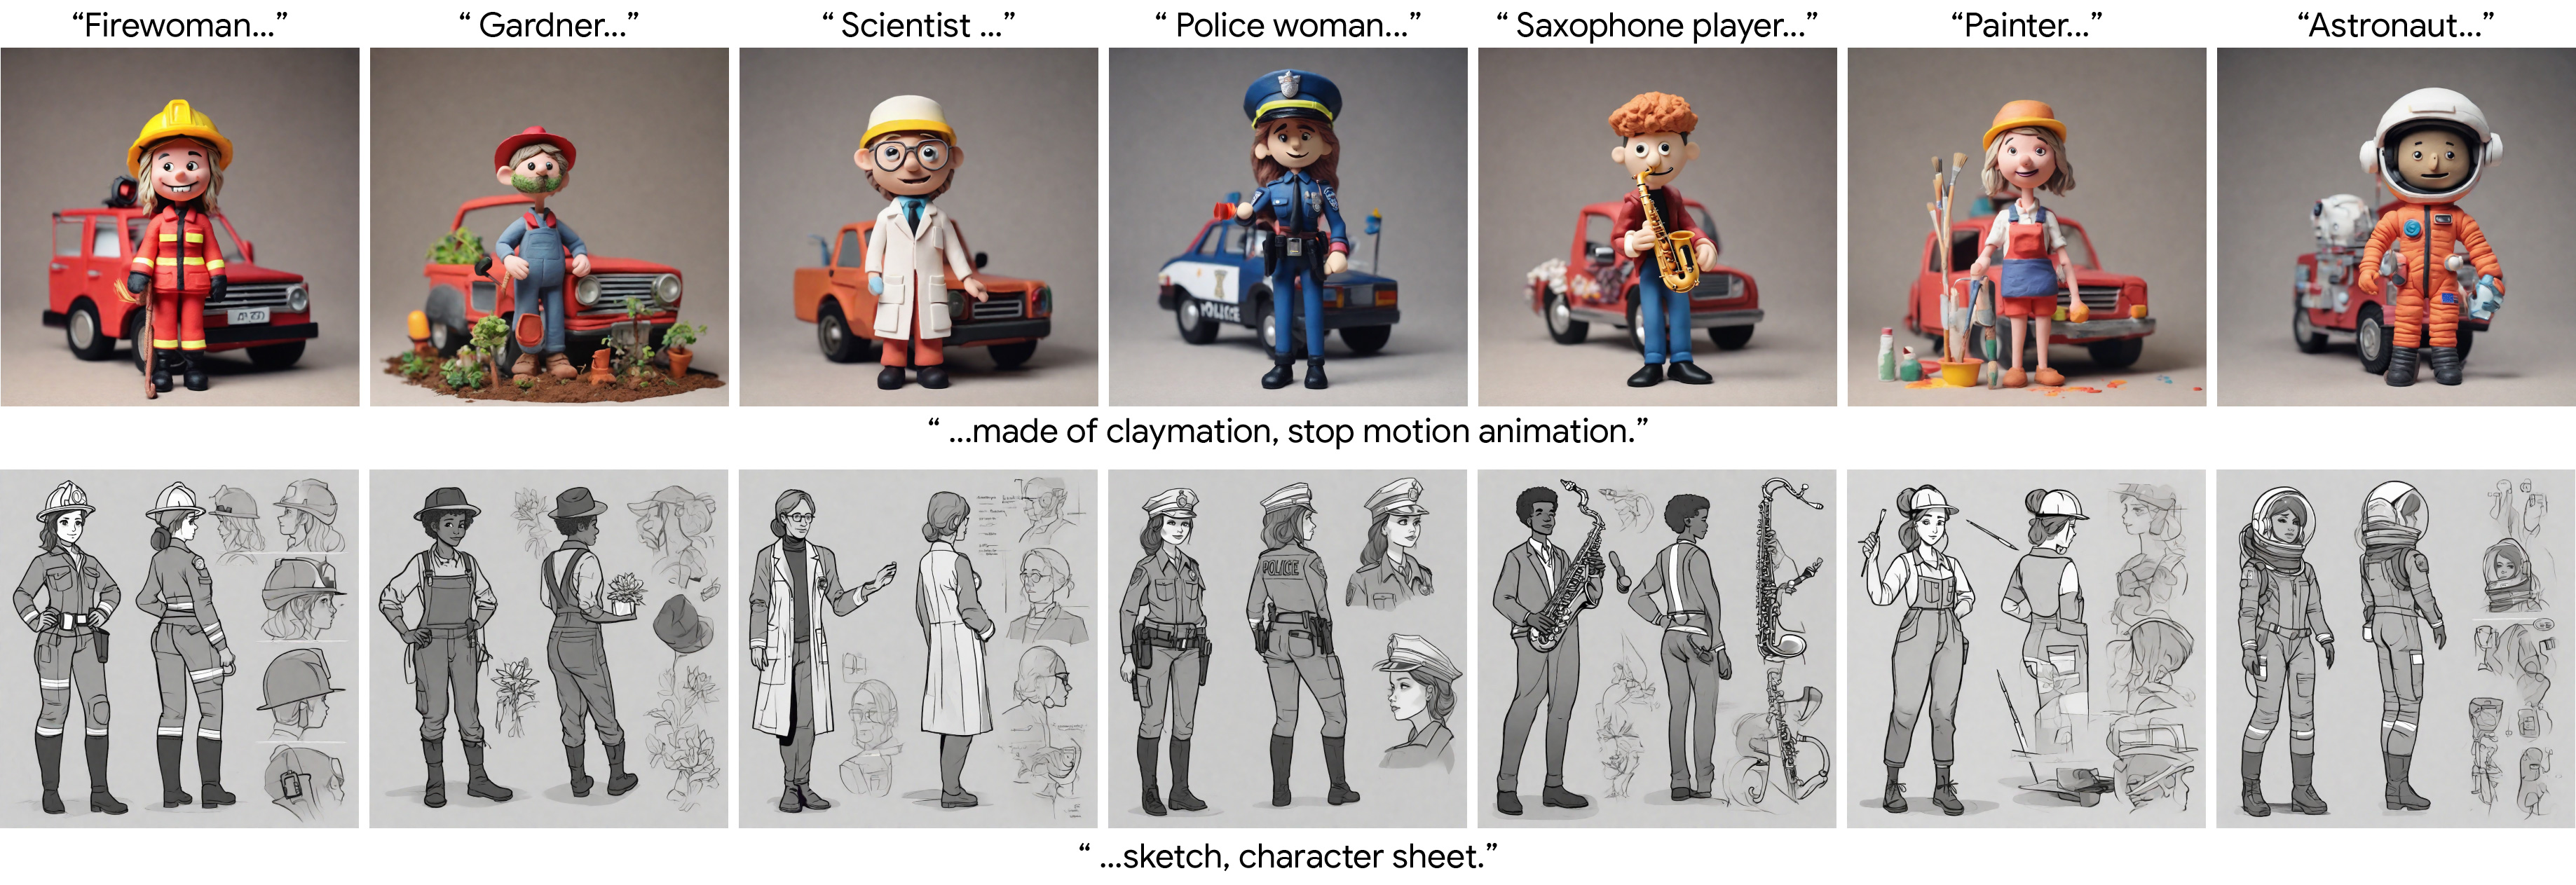 “Firewoman...”
“ Gardner...”
“ Scientist ...”
“ Police woman...”
“ Saxophone player...”
“Painter...”
“Astronaut...”
POLICE
“ ...made of claymation, stop motion animation.”
POLICE
“ ...sketch, character sheet.”